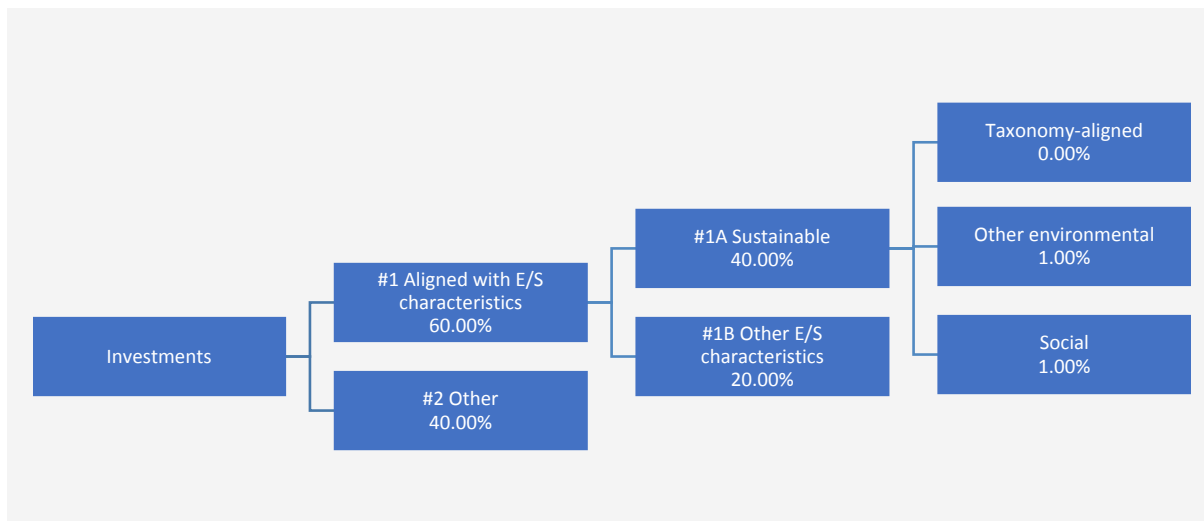 Investments
#1 Aligned with E/S
characteristics
60.00%
#2 Other
40.00%
#1A Sustainable
40.00%
#1B Other E/S
characteristics
20.00%
Taxonomy-aligned
0.00%
Other environmental
1.00%
Social
1.00%